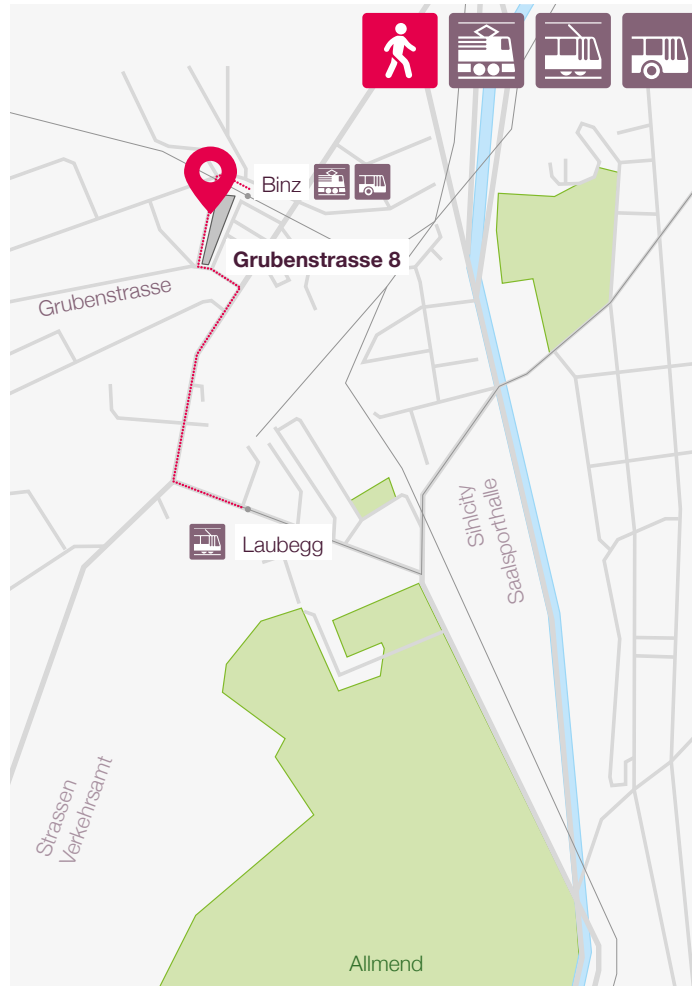 Binz
Grubenstrasse 8
Grubenstrasse
Sihlcity
Saalsporthalle
Laubegg
Strassen
Verkehrsamt
Allmend